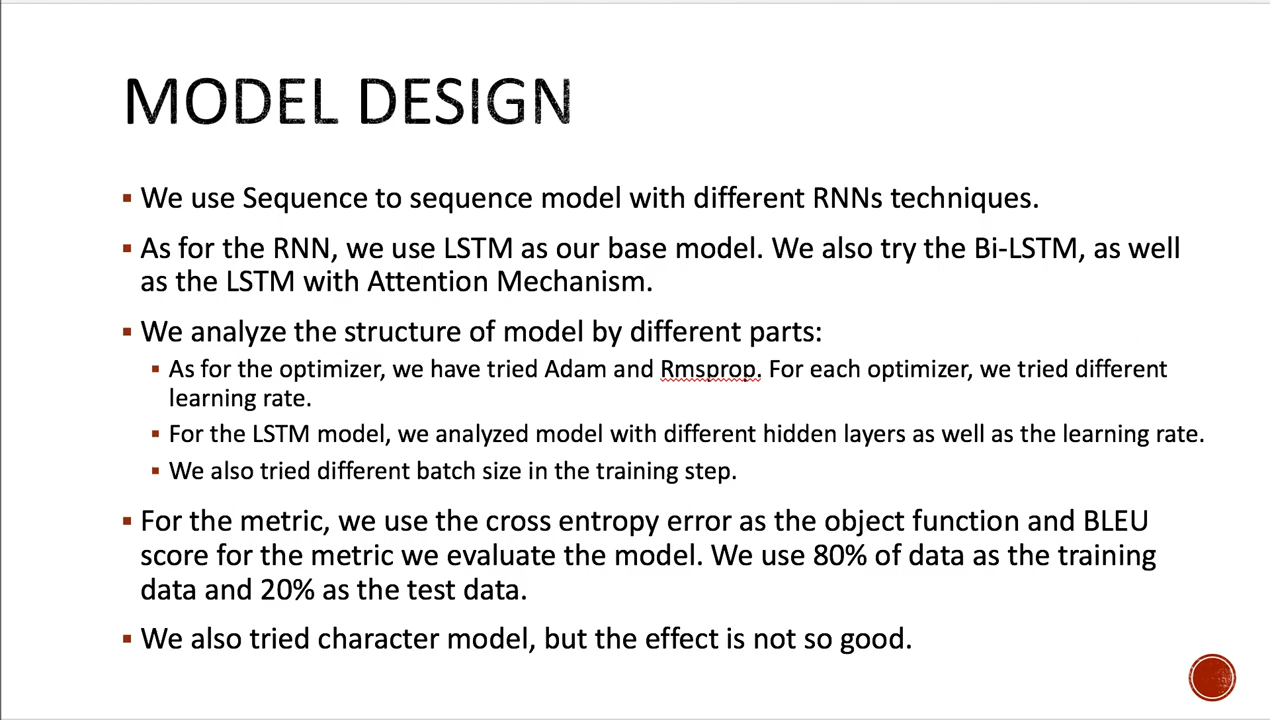 MODEL DESIGN
▪ We use Sequence to sequence model with different RNNs techniques.
▪ As for the RNN, we use LSTM as our base model. We also try the Bi-LSTM, as well
as the LSTM with Attention Mechanism.
▪ We analyze the structure of model by different parts:
▪ As for the optimizer, we have tried Adam and Rmsprop. For each optimizer, we tried different
learning rate.
▪ For the LSTM model, we analyzed model with different hidden layers as well as the learning rate.
▪ We also tried different batch size in the training step.
▪ For the metric, we use the cross entropy error as the object function and BLEU
score for the metric we evaluate the model. We use 80% of data as the training
data and 20% as the test data.
▪ We also tried character model, but the effect is not so good.